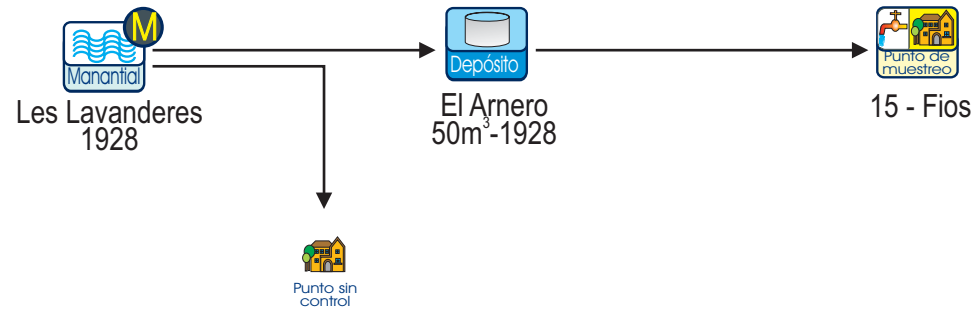 M
Manantial
Les Lavanderes
1928
Depósito
El Arnero
50m³-1928
Punto de
muestreo
15 - Fios
Punto sin
control